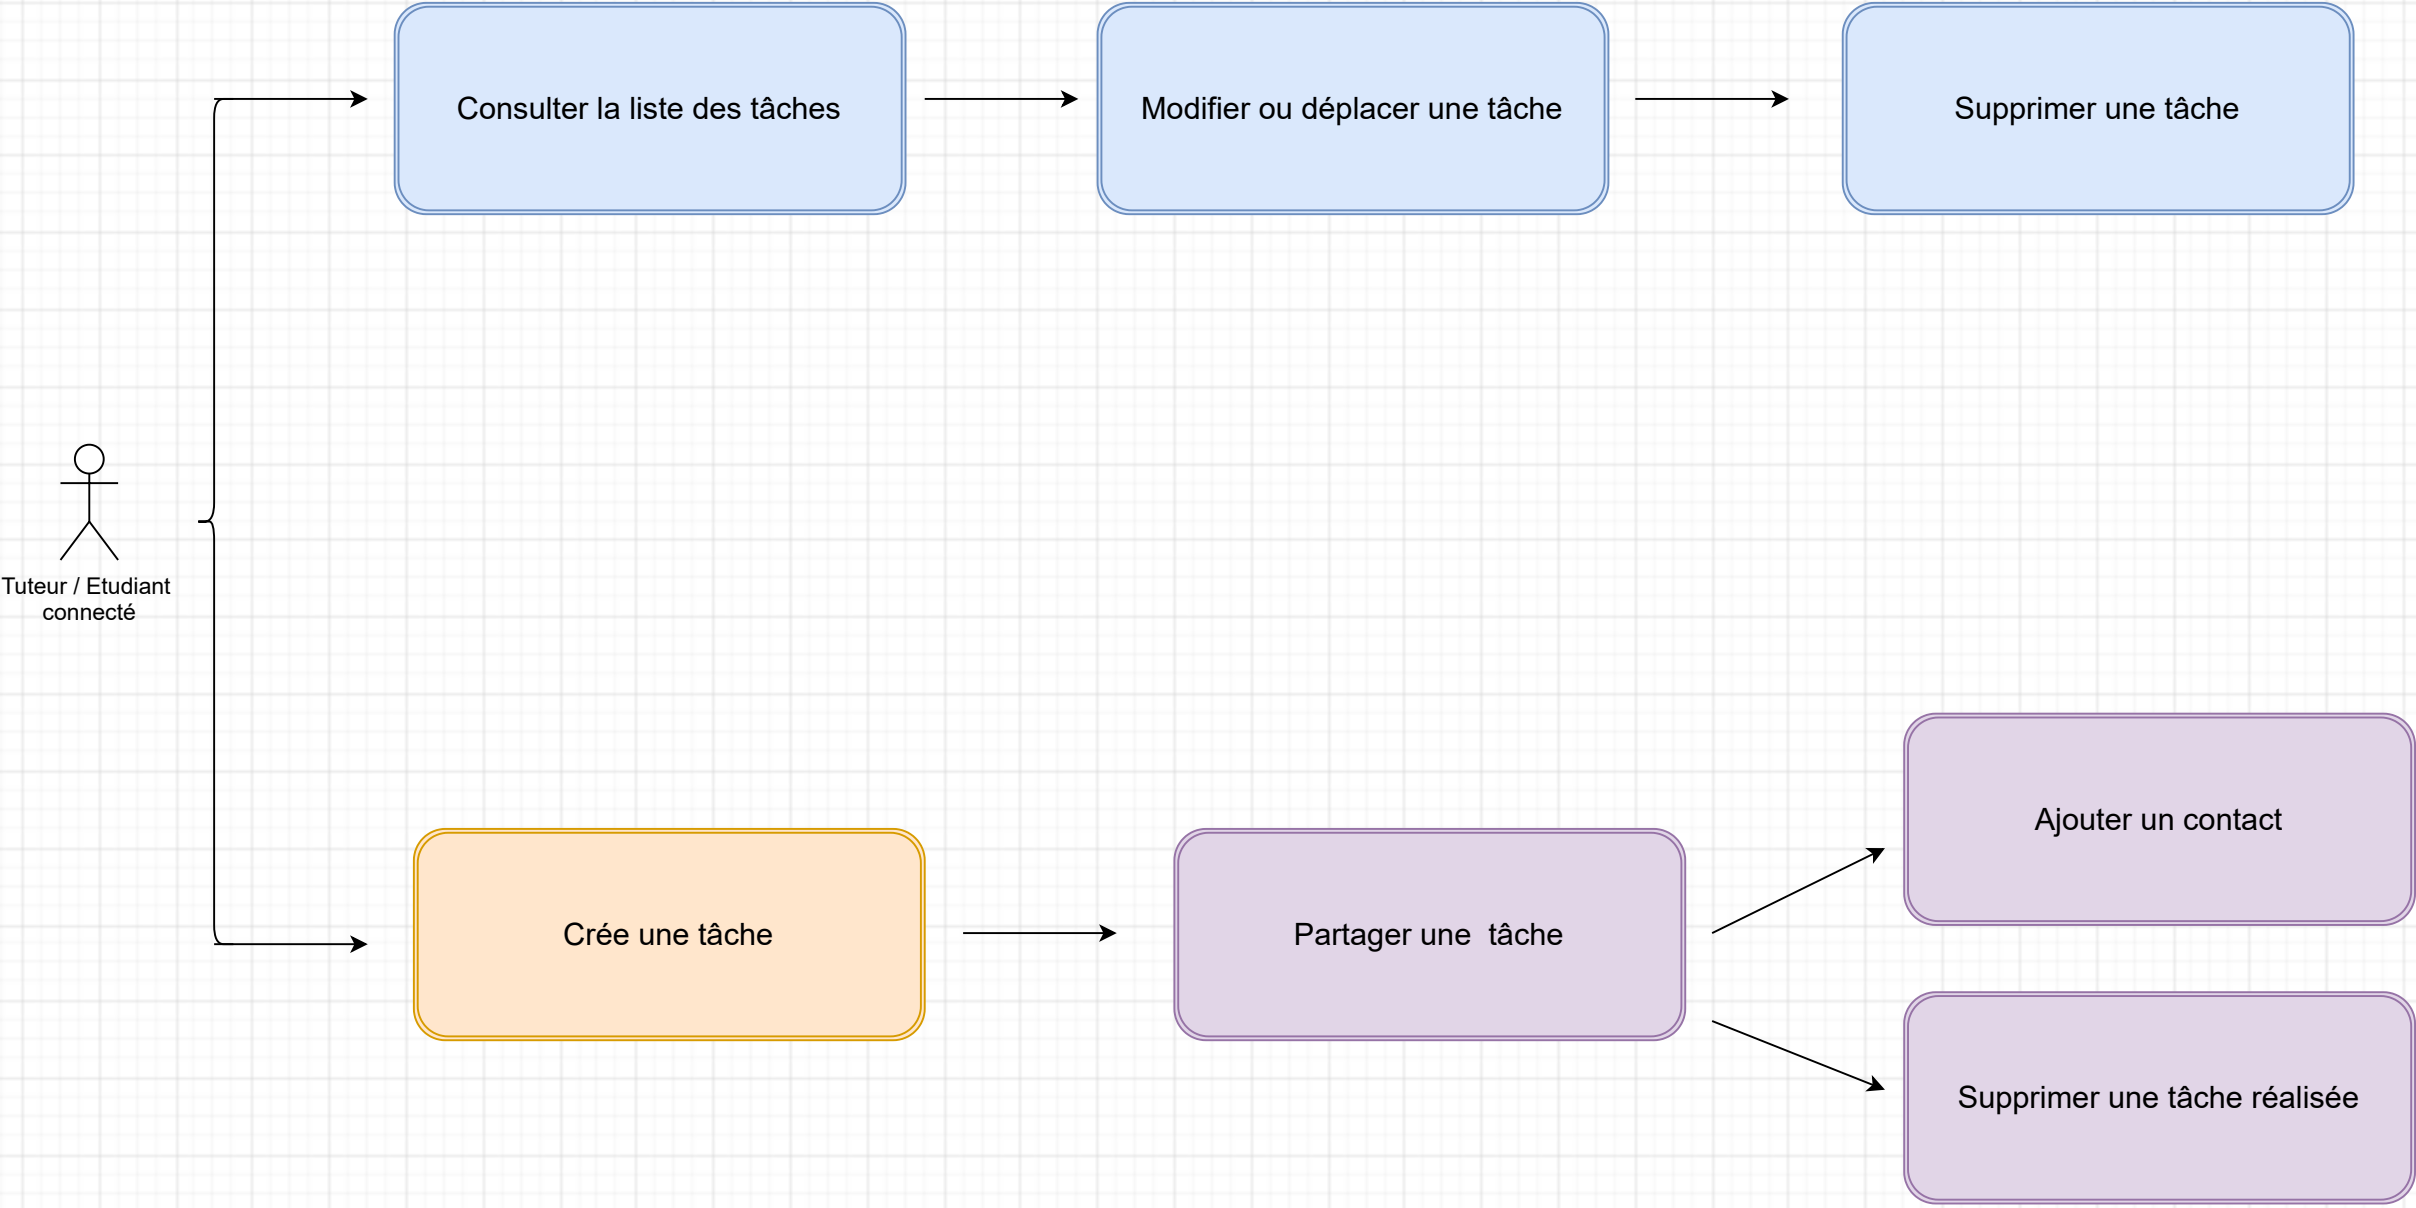 Consulter la liste des tâches
Modifier ou déplacer une tâche
Supprimer une tâche
Tuteur / Etudiant
connecté
Ajouter un contact
Crée une tâche
Partager une  tâche
Supprimer une tâche réalisée